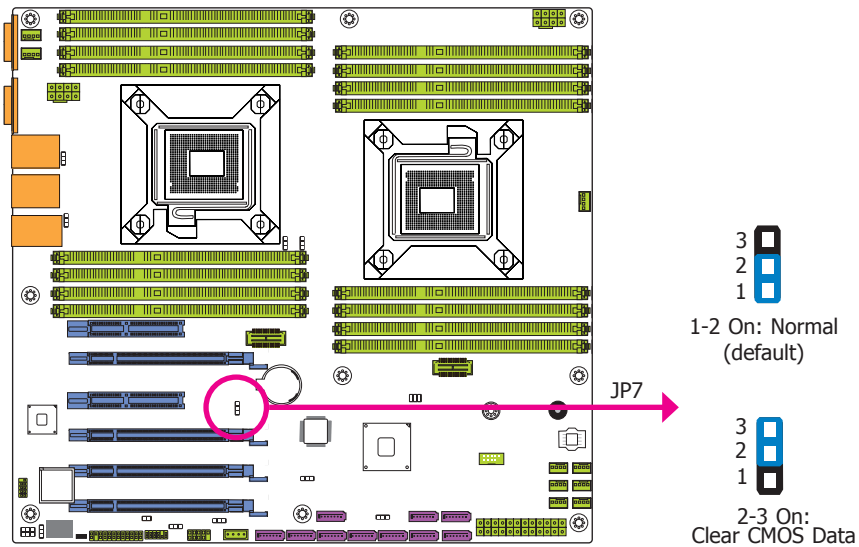 JP7
3
2
1
1-2 On: Normal
(default)
3
2
1
2-3 On:
Clear CMOS Data